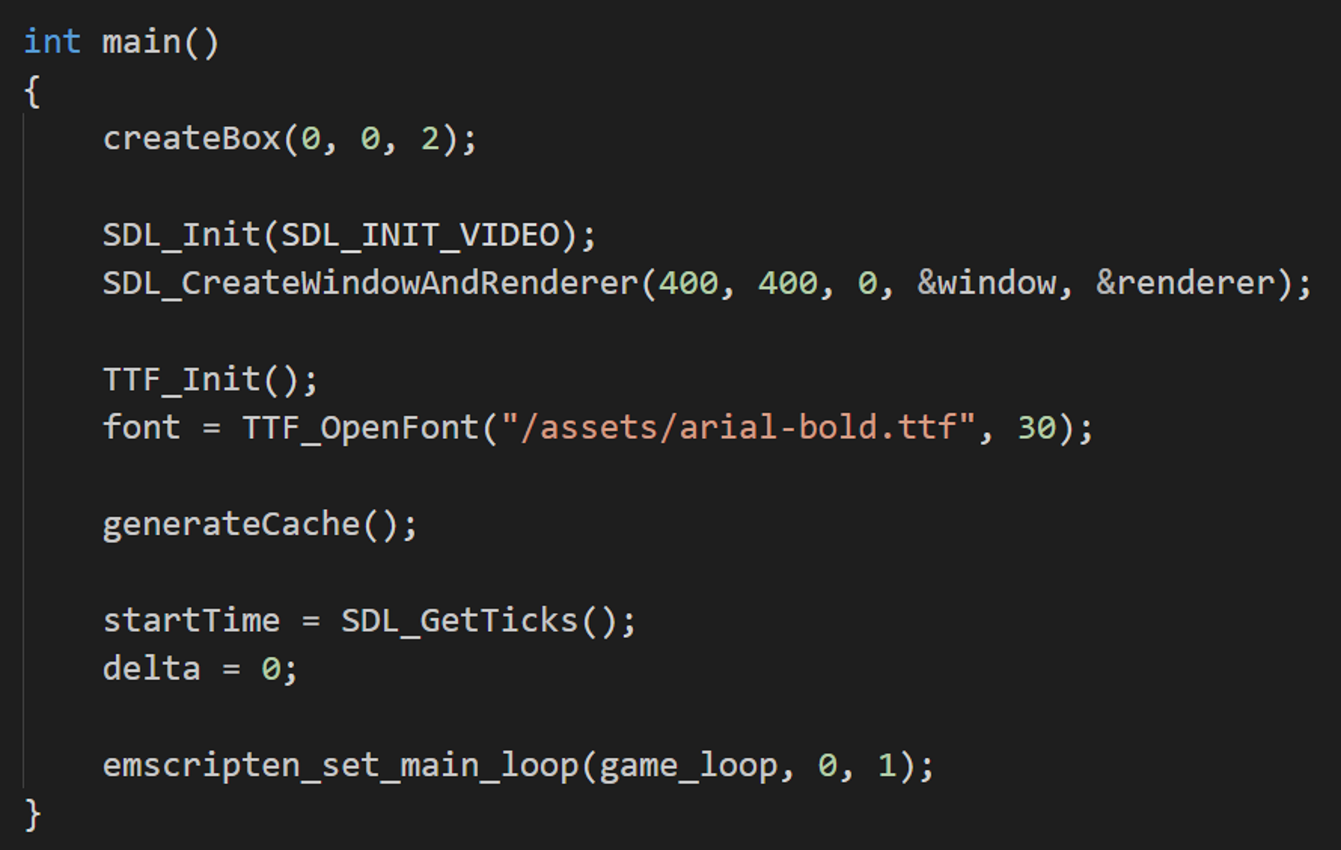 int main()
{
    createBox(0, 0, 2);
    SDL_Init(SDL_INIT_VIDEO);
    SDL_CreateWindowAndRenderer(400, 400, 0, &window, &renderer);
    TTF_Init();
    font = TTF_OpenFont("/assets/arial-bold.ttf", 30);
    generateCache();
    startTime = SDL_GetTicks();
    delta = 0;
    emscripten_set_main_loop(game_loop, 0, 1);
}